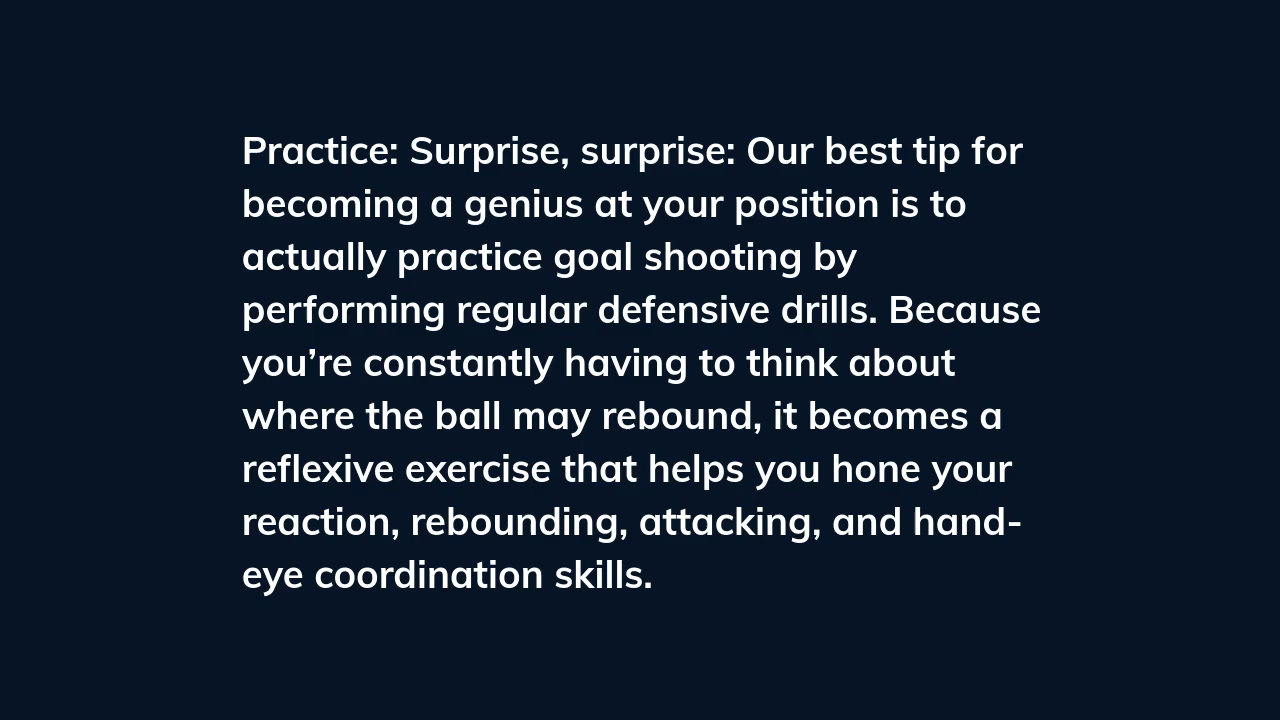 Practice: Surprise, surprise: Our best tip for
becoming a genius at your position is to
actually practice goal shooting by
performing regular defensive drills. Because
you’re constantly having to think about
where the ball may rebound, it becomes a
reflexive exercise that helps you hone your
reaction, rebounding, attacking, and hand-
eye coordination skills.